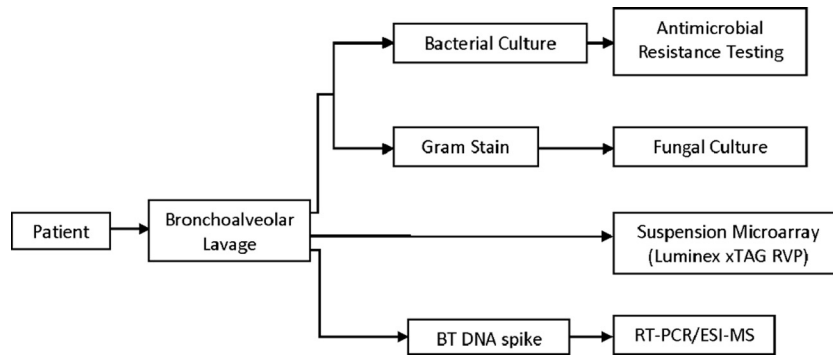 Patient
Bronchoalveolar
Lavage
Bacterial Culture
Antimicrobial
Resistance Testing
Gram Stain
Fungal Culture
Suspension Microarray
(Luminex xTAG RVP)
BT DNA spike
RT-PCR/ESI-MS